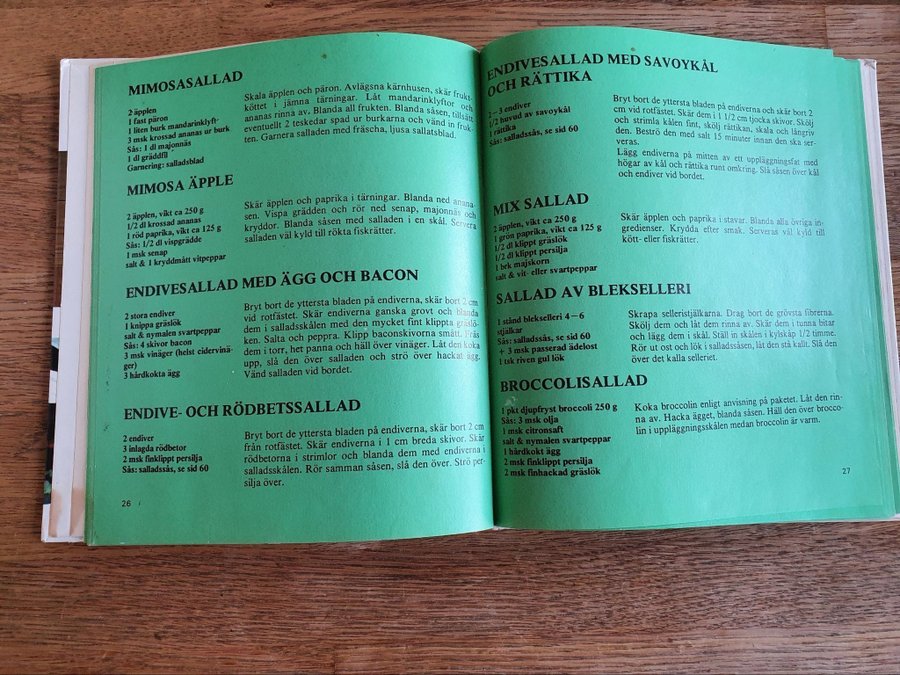 MIMOSASALLAD
2 äpplen
1 fast päron
1 liten burk mandarinklyft-
3 msk krossad ananas ur burk
Sås: 1 dl majonnäs
1 dl gräddfil
Garnering: salladsblad
Skala äpplen och päron. Avlägsna kärnhusen, skär frukt-
köttet i jämna tärningar. Låt mandarinklyftor och
ananas rinna av. Blanda all frukten. Blanda såsen, tillsätt
eventuellt 2 teskedar spad ur burkarna och vänd in fruk-
ten. Garnera salladen med fräscha, ljusa sallatsblad.
MIMOSA ÄPPLE
2 äpplen, vikt ca 250 g
1/2 dl krossad ananas
1 röd paprika, vikt ca 125 g
Sås: 1/2 dl vispgrädde
1 msk senap
salt & 1 kryddmått vitpeppar
Skär äpplen och paprika i tärningar. Blanda ned anana-
sen. Vispa grädden och rör ned senap, majonnäs och
kryddor. Blanda såsen med salladen i en skål. Servera
salladen väl kyld till rökta fiskrätter.
ENDIVESALLAD MED ÄGG OCH BACON
2 stora endiver
1 knippa gräslök
salt & nymalen svartpeppar
Sås: 4 skivor bacon
3 msk vinäger (helst cidervinä-
ger)
3 hårdkokta ägg
Bryt bort de yttersta bladen på endiverna, skär bort 2 cm
vid rotfästet. Skär endiverna ganska grovt och blanda
dem i salladsskålen med den mycket fint klippta gräslö-
ken. Salta och peppra. Klipp baconskivorna smått. Fräs
dem i torr, het panna och häll över vinäger. Låt den koka
upp, slå den över salladen och strö över hackat ägg.
Vänd salladen vid bordet.
ENDIVE- OCH RÖDBETSSALLAD
2 endiver
3 inlagda rödbetor
2 msk finklippt persilja
Sås: salladssås, se sid 60
Bryt bort de yttersta bladen på endiverna, skär bort 2 cm
från rotfästet. Skär endiverna i 1 cm breda skivor. Skär
rödbetorna i strimlor och blanda dem med endiverna i
salladsskålen. Rör samman såsen, slå den över. Strö per-
silja över.
26
ENDIVESALLAD MED SAVOYKÅL
OCH RÄTTIKA
2–3 endiver
1/2 huvud av savoykål
1 rättika
Sås: salladssås, se sid 60
Bryt bort de yttersta bladen på endiverna och skär bort 2
cm vid rotfästet. Skär dem i 1 1/2 cm tjocka skivor. Skölj
och strimla kålen fint, skölj rättikan, skala och långriv
den. Beströ den med salt 15 minuter innan den ska ser-
veras.
Lägg endiverna på mitten av ett uppläggningsfat med
högar av kål och rättika runt omkring. Slå såsen över kål
och endiver vid bordet.
MIX SALLAD
2 äpplen, vikt ca 250 g
1 grön paprika, vikt ca 125 g
1/2 dl klippt gräslök
1/2 dl klippt persilja
1 brk majskorn
salt & vit- eller svartpeppar
Skär äpplen och paprika i stavar. Blanda alla övriga in-
gredienser. Krydda efter smak. Serveras väl kyld till
kött- eller fiskrätter.
SALLAD AV BLEKSELLERI
1 stånd blekselleri 4–6
stjälkar
Sås: salladssås, se sid 60
+ 3 msk passerad ädelost
1 tsk riven gul lök
Skrapa selleristjälkarna. Drag bort de grövsta fibrerna.
Skölj dem och låt dem rinna av. Skär dem i tunna bitar
och lägg dem i skål. Ställ in skålen i kylskåp 1/2 timme.
Rör ut ost och lök i salladssåsen, låt den stå kallt. Slå den
över det kalla selleriet.
BROCCOLISALLAD
1 pkt djupfryst broccoli 250 g
Sås: 3 msk olja
1 msk citronsaft
salt & nymalen svartpeppar
1 hårdkokt ägg
2 msk finklippt persilja
2 msk finhackad gräslök
Koka broccolin enligt anvisning på paketet. Låt den rin-
na av. Hacka ägget, blanda såsen. Häll den över brocco-
lin i uppläggningsskålen medan broccolin är varm.
27